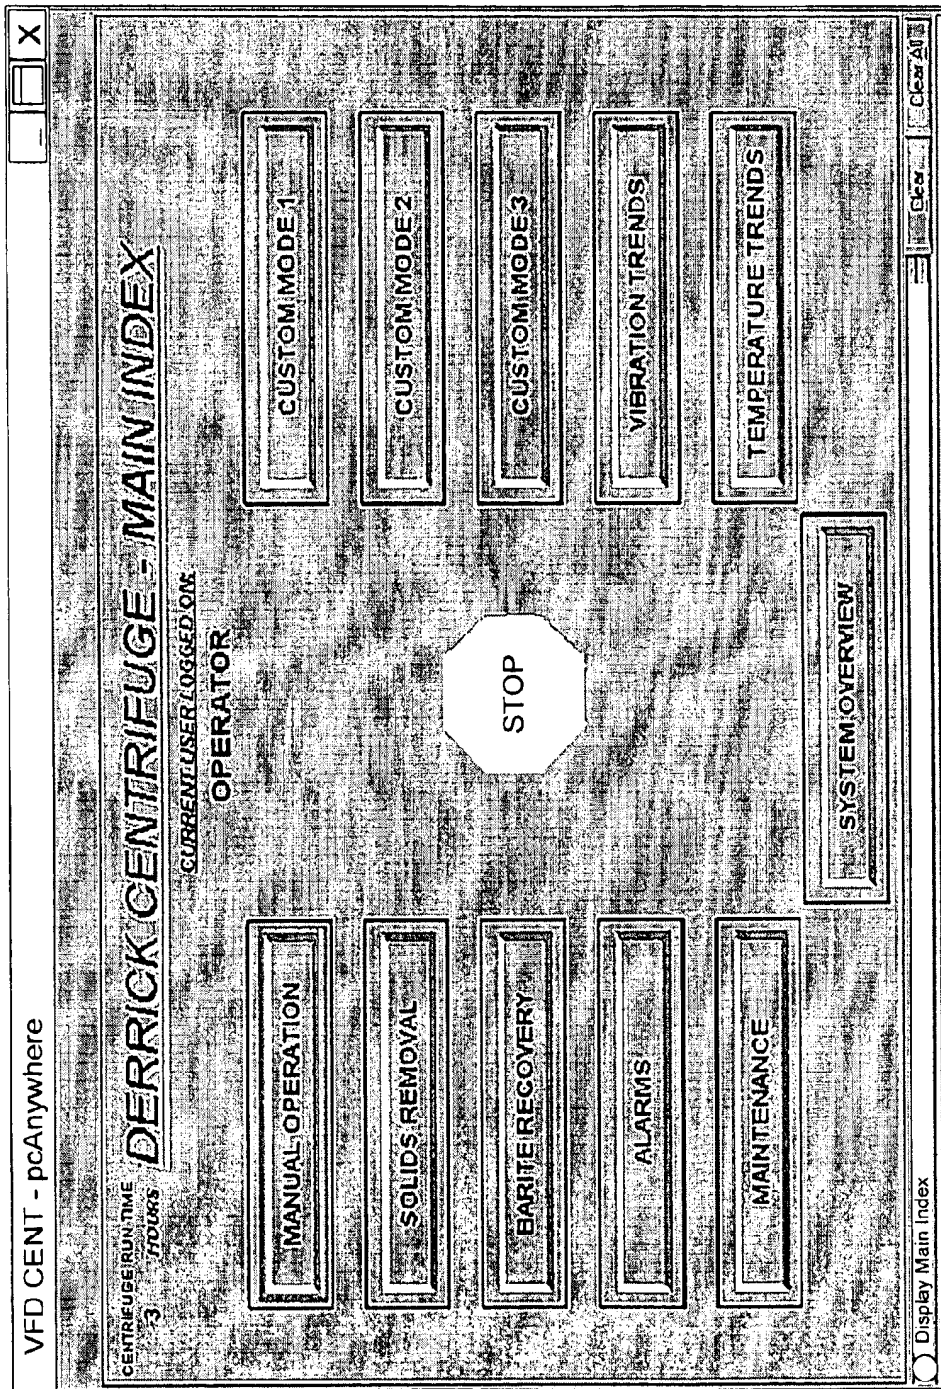 VFD CENT - pcAnywhere
CENTRIFUGE RUN TIME
3 HOURS
DERRICK CENTRIFUGE - MAIN INDEX
CURRENT USER LOGGED ON:
OPERATOR
MANUAL OPERATION
CUSTOM MODE 1
SOLIDS REMOVAL
CUSTOM MODE 2
BARITE RECOVERY
STOP
CUSTOM MODE 3
ALARMS
VIBRATION TRENDS
MAINTENANCE
TEMPERATURE TRENDS
SYSTEM OVERVIEW
Display Main Index
Clear
Clear All